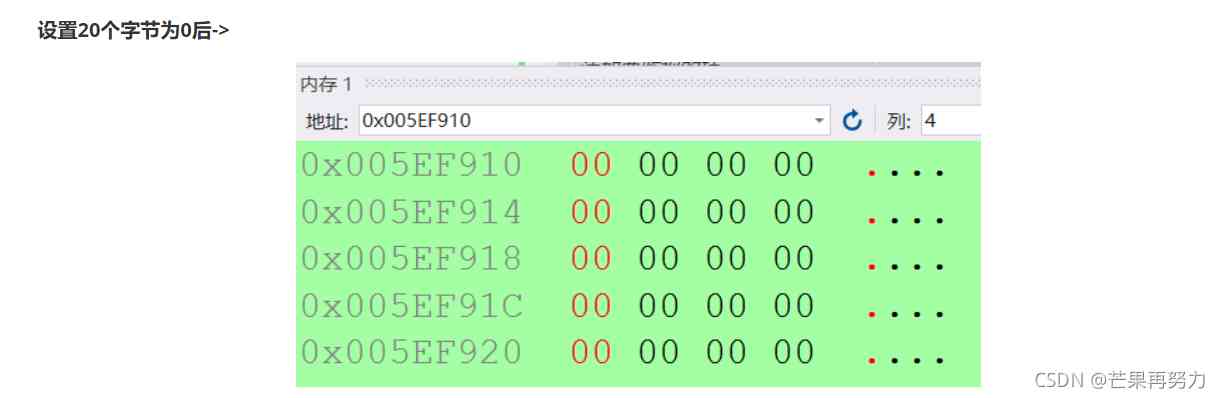 设置20个字节为0后->
内存 1
地址: 0x005EF910 列: 4
0x005EF910 00 00 00 00 ....
0x005EF914 00 00 00 00 ....
0x005EF918 00 00 00 00 ....
0x005EF91C 00 00 00 00 ....
0x005EF920 00 00 00 00 ....
CSDN @芒果再努力